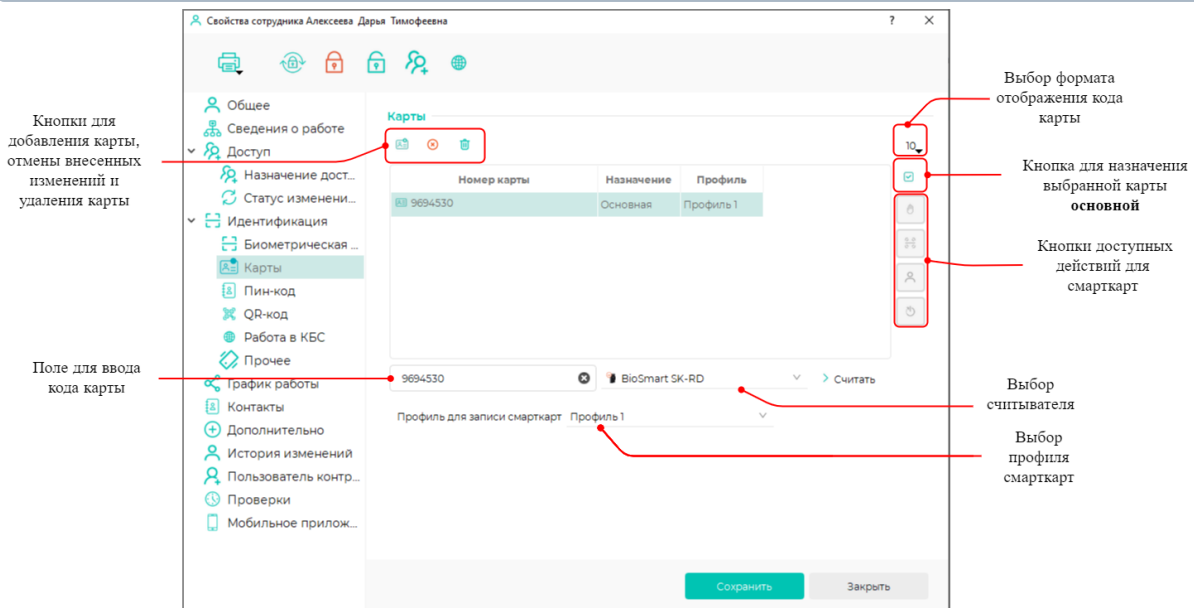 Свойства сотрудника Алексеева Дарья Тимофеевна
?
Кнопки для
добавления карты,
отмены внесенных
изменений и
удаления карты
Поле для ввода
кода карты
Общее
Сведения о работе
Доступ
Назначение дост...
Статус изменени...
Идентификация
Биометрическая ...
Карты
Пин-код
QR-код
Работа в КБС
Прочее
График работы
Контакты
Дополнительно
История изменений
Пользователь контр...
Проверки
Мобильное прилож...
Карты
10
Номер карты Назначение Профиль
9694530 Основная Профиль 1
9694530 BioSmart SK-RD Считать
Профиль для записи смарткарт Профиль 1
Сохранить Закрыть
Выбор формата
отображения кода
карты
Кнопка для назначения
выбранной карты
основной
Кнопки доступных
действий для
смарткарт
Выбор
считывателя
Выбор
профиля
смарткарт